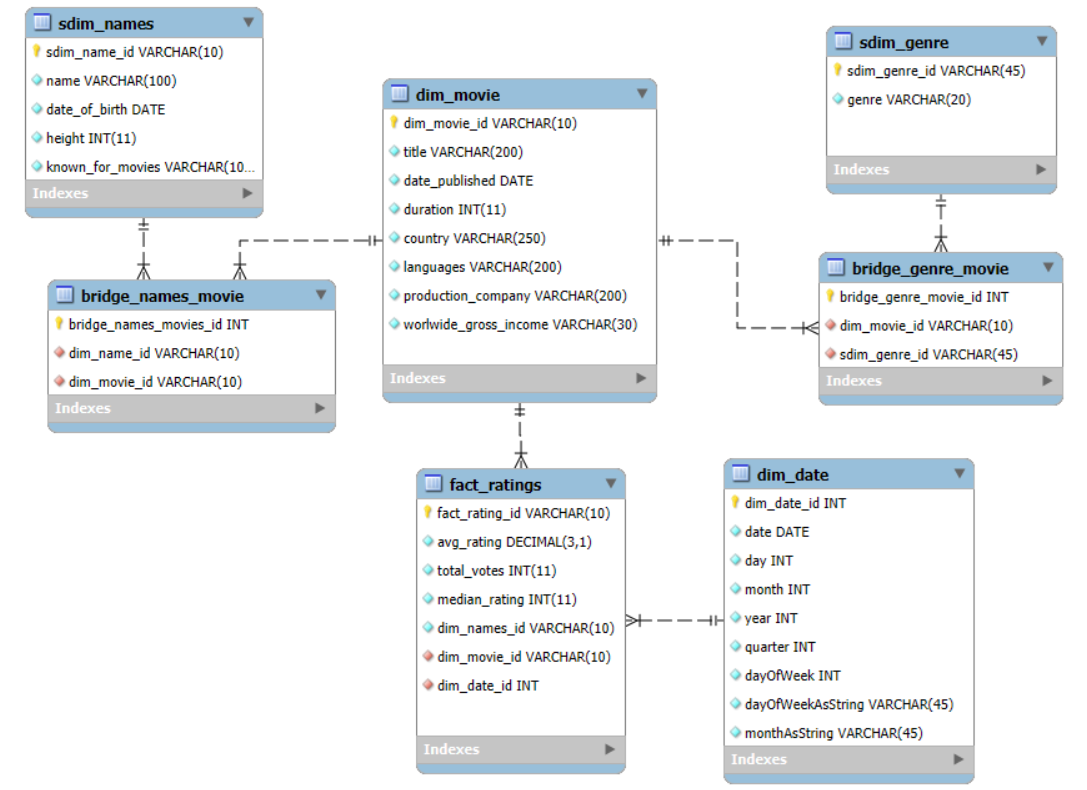 sdim_names
sdim_name_id VARCHAR(10)
name VARCHAR(100)
date_of_birth DATE
height INT(11)
known_for_movies VARCHAR(10...
Indexes
dim_movie
dim_movie_id VARCHAR(10)
title VARCHAR(200)
date_published DATE
duration INT(11)
country VARCHAR(250)
languages VARCHAR(200)
production_company VARCHAR(200)
worlwide_gross_income VARCHAR(30)
Indexes
sdim_genre
sdim_genre_id VARCHAR(45)
genre VARCHAR(20)
Indexes
bridge_names_movie
bridge_names_movies_id INT
dim_name_id VARCHAR(10)
dim_movie_id VARCHAR(10)
Indexes
bridge_genre_movie
bridge_genre_movie_id INT
dim_movie_id VARCHAR(10)
sdim_genre_id VARCHAR(45)
Indexes
fact_ratings
fact_rating_id VARCHAR(10)
avg_rating DECIMAL(3,1)
total_votes INT(11)
median_rating INT(11)
dim_names_id VARCHAR(10)
dim_movie_id VARCHAR(10)
dim_date_id INT
Indexes
dim_date
dim_date_id INT
date DATE
day INT
month INT
year INT
quarter INT
dayOfWeek INT
dayOfWeekAsString VARCHAR(45)
monthAsString VARCHAR(45)
Indexes